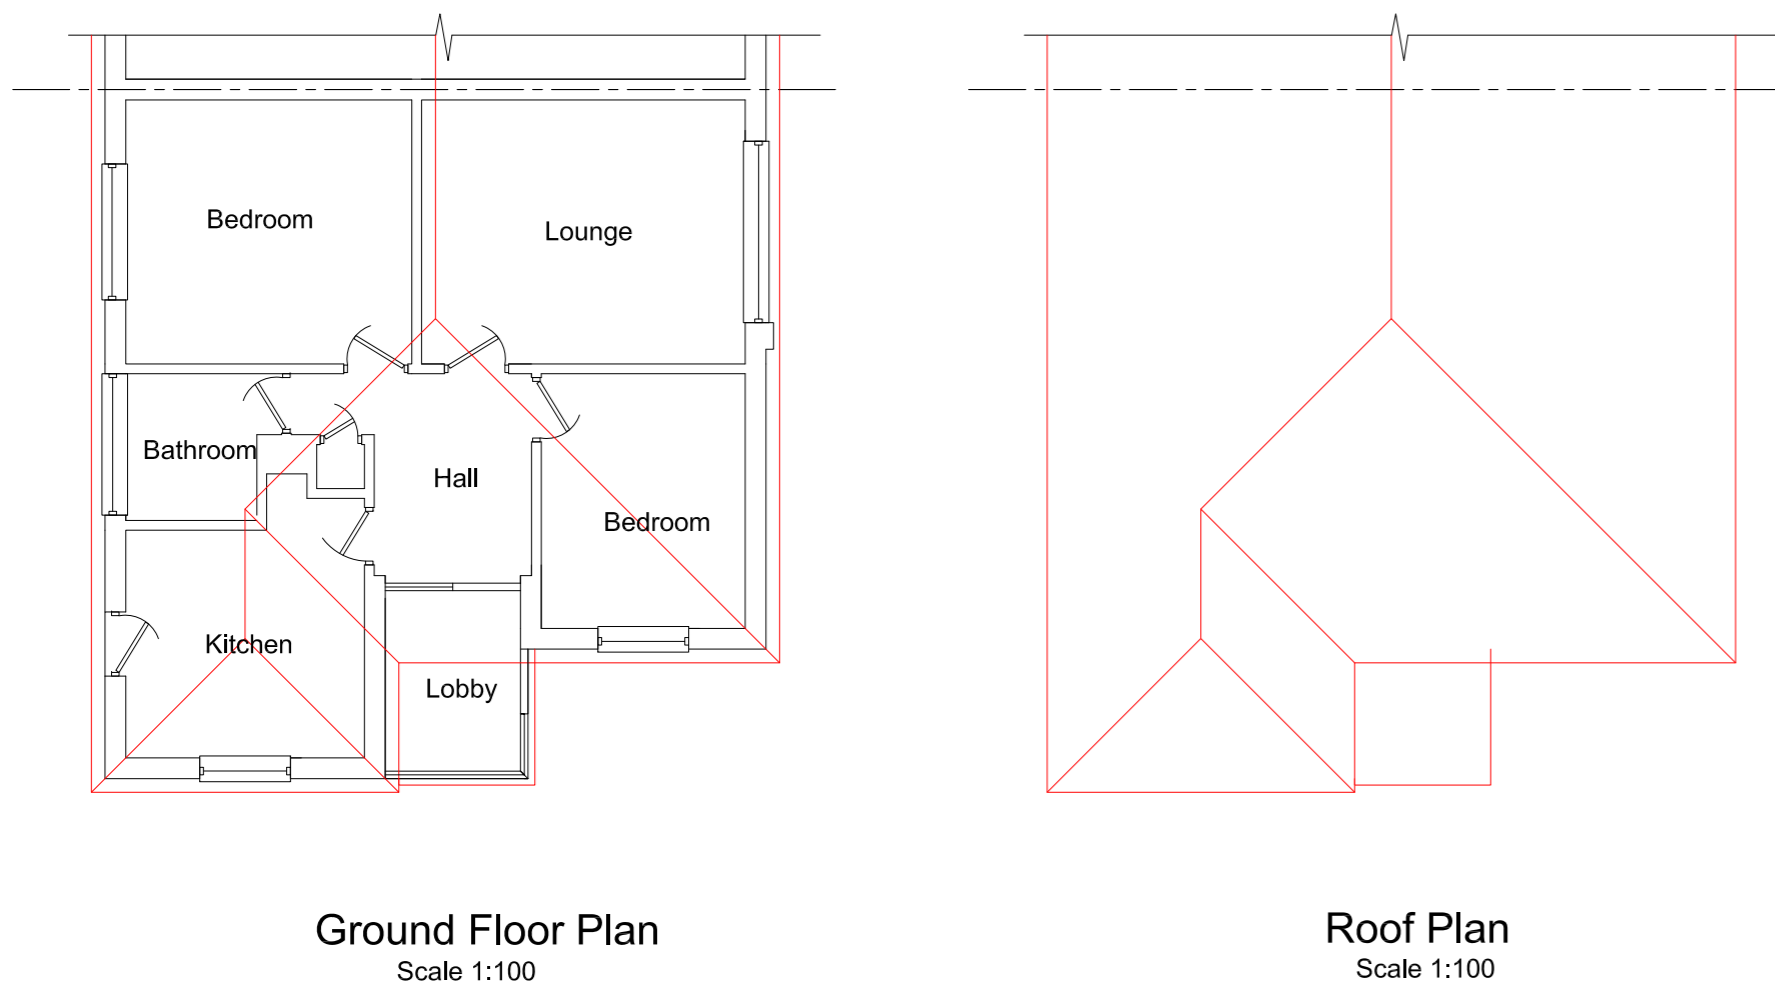 Bedroom
Lounge
Bathroom
Hall
Bedroom
Kitchen
Lobby
Ground Floor Plan
Scale 1:100
Roof Plan
Scale 1:100